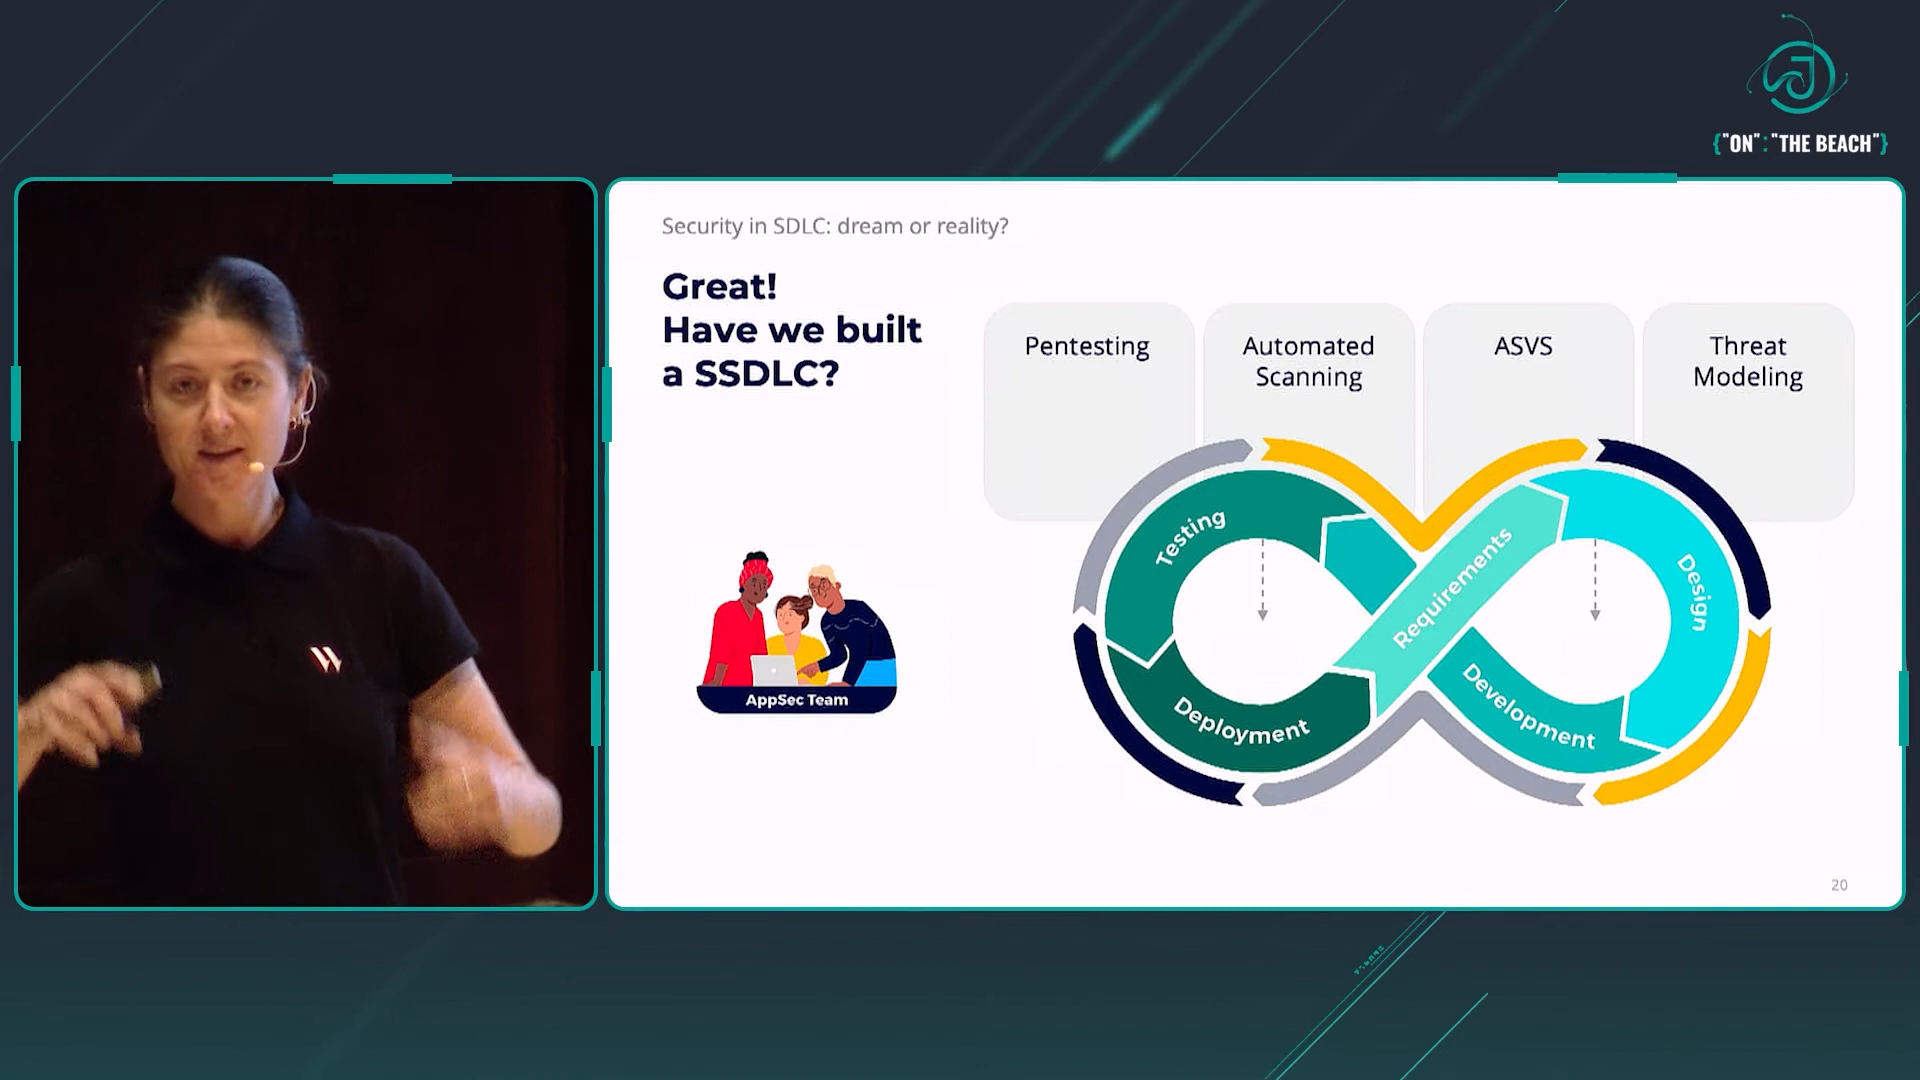 {"ON":"THE BEACH"}
Security in SDLC: dream or reality?
Great!
Have we built
a SSDLC?
Pentesting
Automated
Scanning
ASVS
Threat
Modeling
Testing
Requirements
Design
Deployment
Development
AppSec Team
20